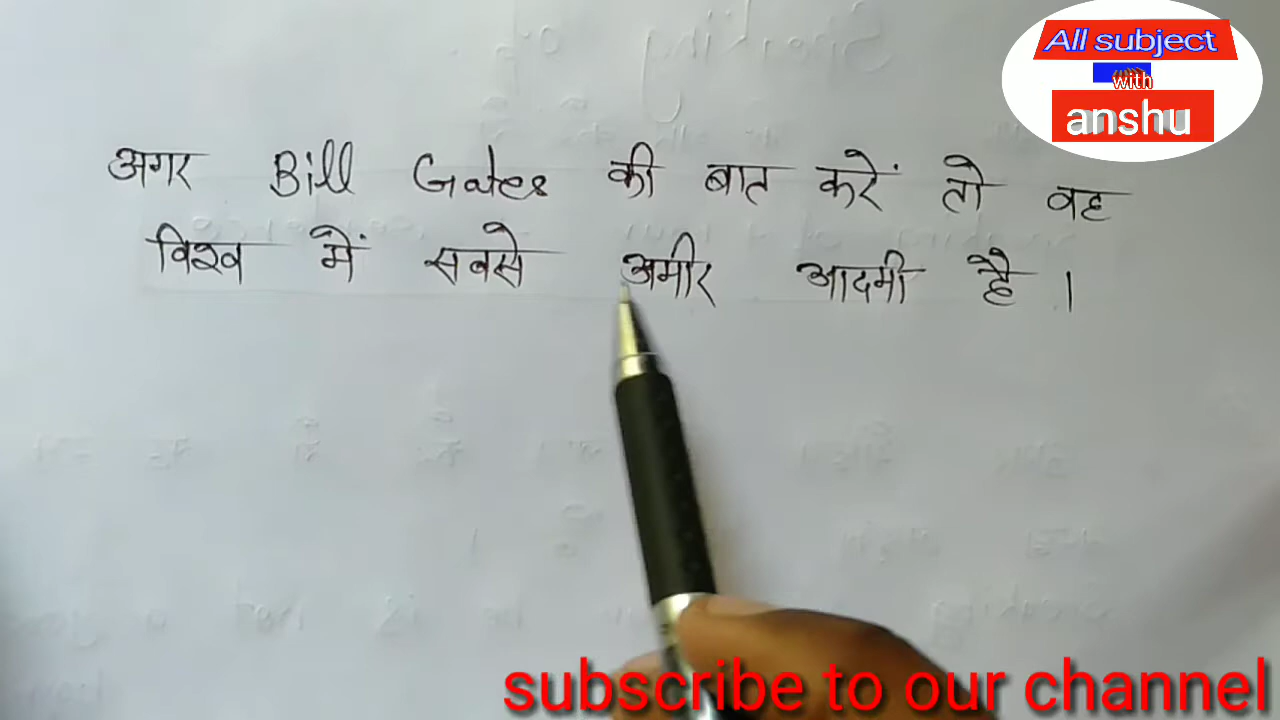 All subject
with
anshu
अगर Bill Gates की बात करें तो वह
विश्व में सबसे अमीर आदमी है ।
subscribe to our channel